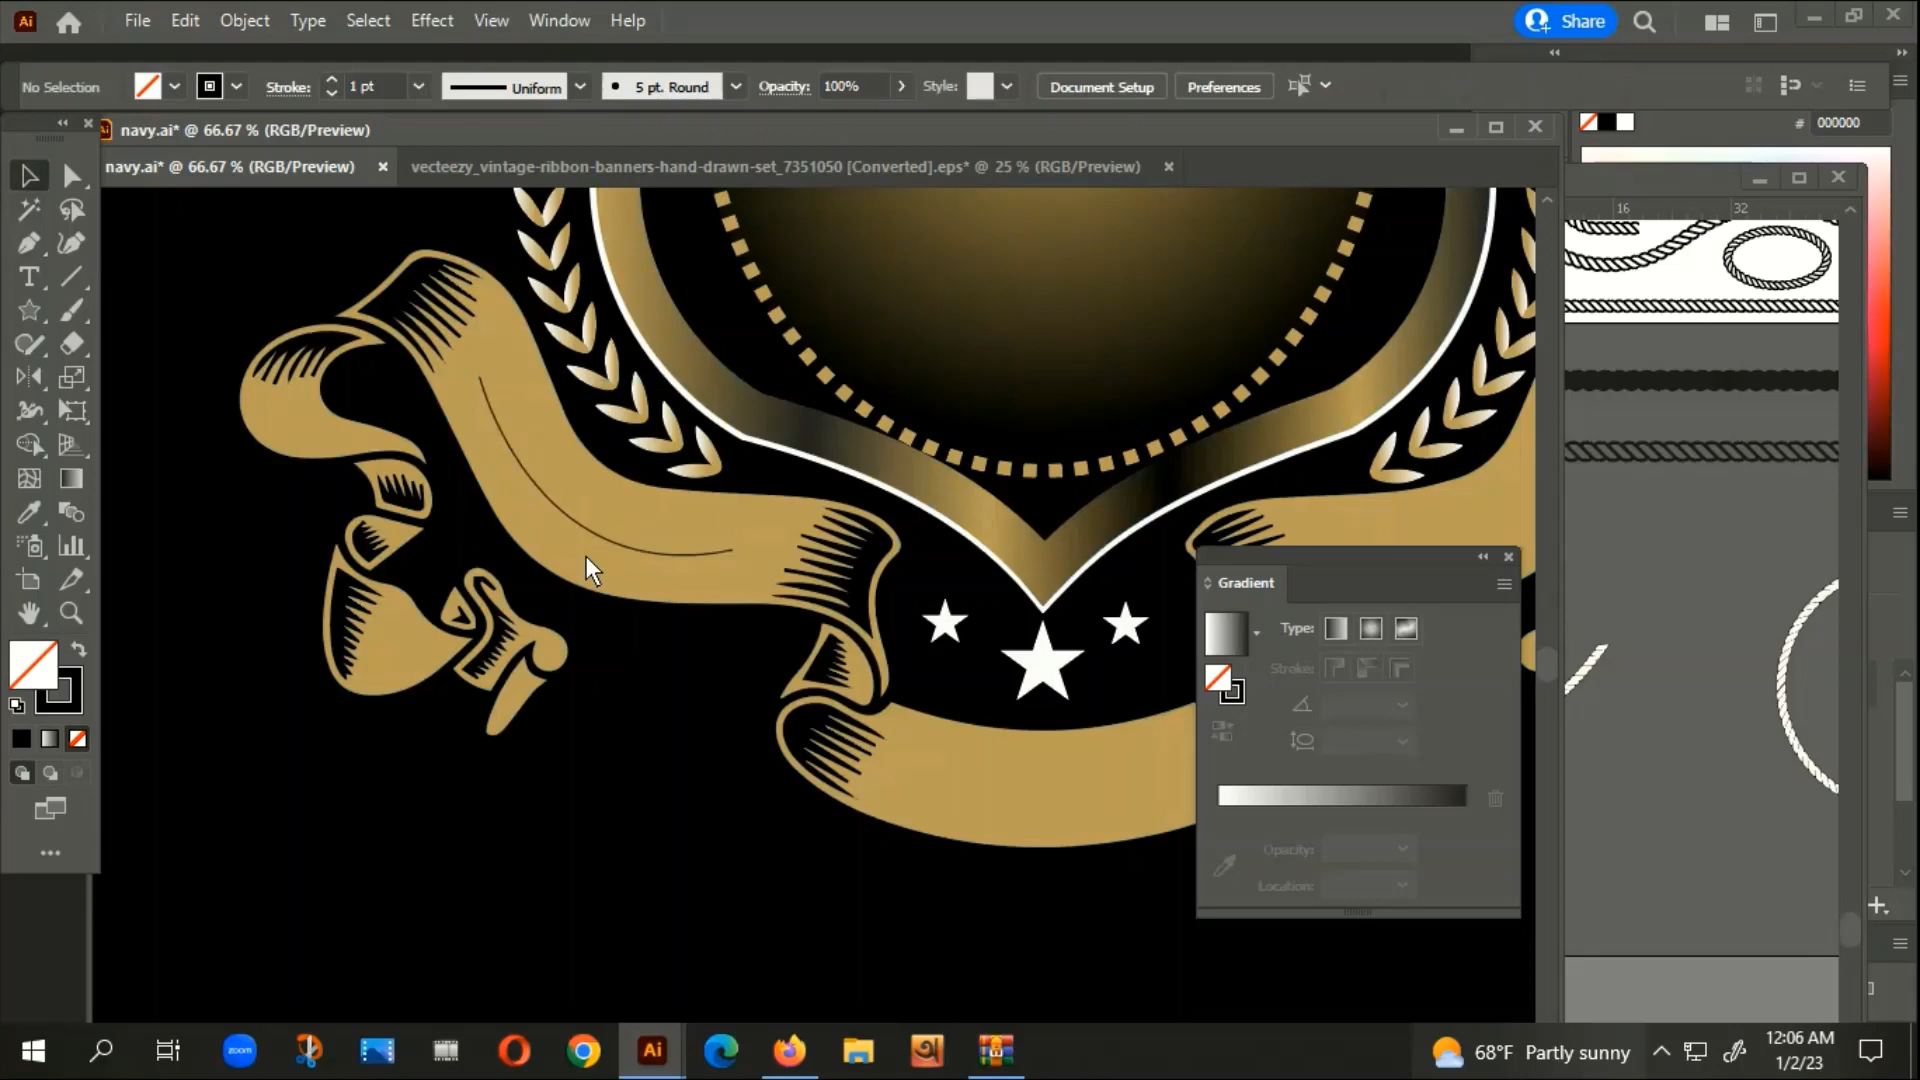 Ai File Edit Object Type Select Effect View Window Help Share
No Selection Stroke: 1 pt Uniform 5 pt. Round Opacity: 100% Style: Document Setup Preferences
navy.ai* @ 66.67 % (RGB/Preview)
# 000000
navy.ai* @ 66.67 % (RGB/Preview) vecteezy_vintage-ribbon-banners-hand-drawn-set_7351050 [Converted].eps* @ 25 % (RGB/Preview)
16 32
Gradient
Type:
Stroke:
Opacity:
Location:
zoom Ai 68°F Partly sunny
12:06 AM
1/2/23